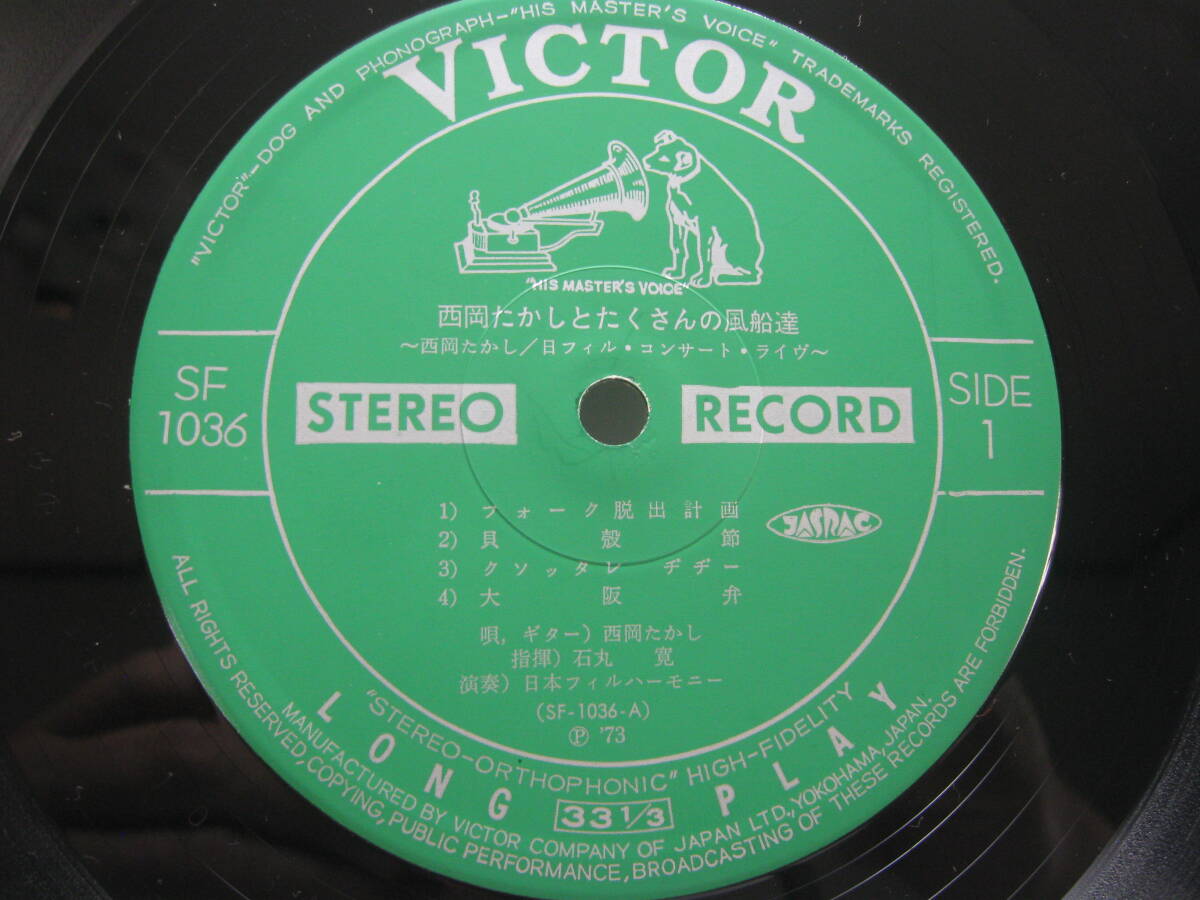 "VICTOR"—DOG AND PHONOGRAPH—"HIS MASTER'S VOICE" TRADEMARKS REGISTERED.
VICTOR
"HIS MASTER'S VOICE"
西岡たかしとたくさんの風船達
〜西岡たかし/日フィル・コンサート・ライヴ〜
SF
1036
STEREO
RECORD
SIDE
1
1) フォーク脱出計画
2) 貝殻節
3) クソッタレ ヂヂー
4) 大阪弁
JASRAC
唄,ギター) 西岡たかし
指揮) 石丸 寛
演奏) 日本フィルハーモニー
(SF-1036-A)
Ⓟ '73
"STEREO-ORTHOPHONIC" HIGH-FIDELITY
LONG PLAY
33 1/3
MANUFACTURED BY VICTOR COMPANY OF JAPAN LTD., YOKOHAMA, JAPAN.
ALL RIGHTS RESERVED, COPYING, PUBLIC PERFORMANCE, BROADCASTING OF THESE RECORDS ARE FORBIDDEN.